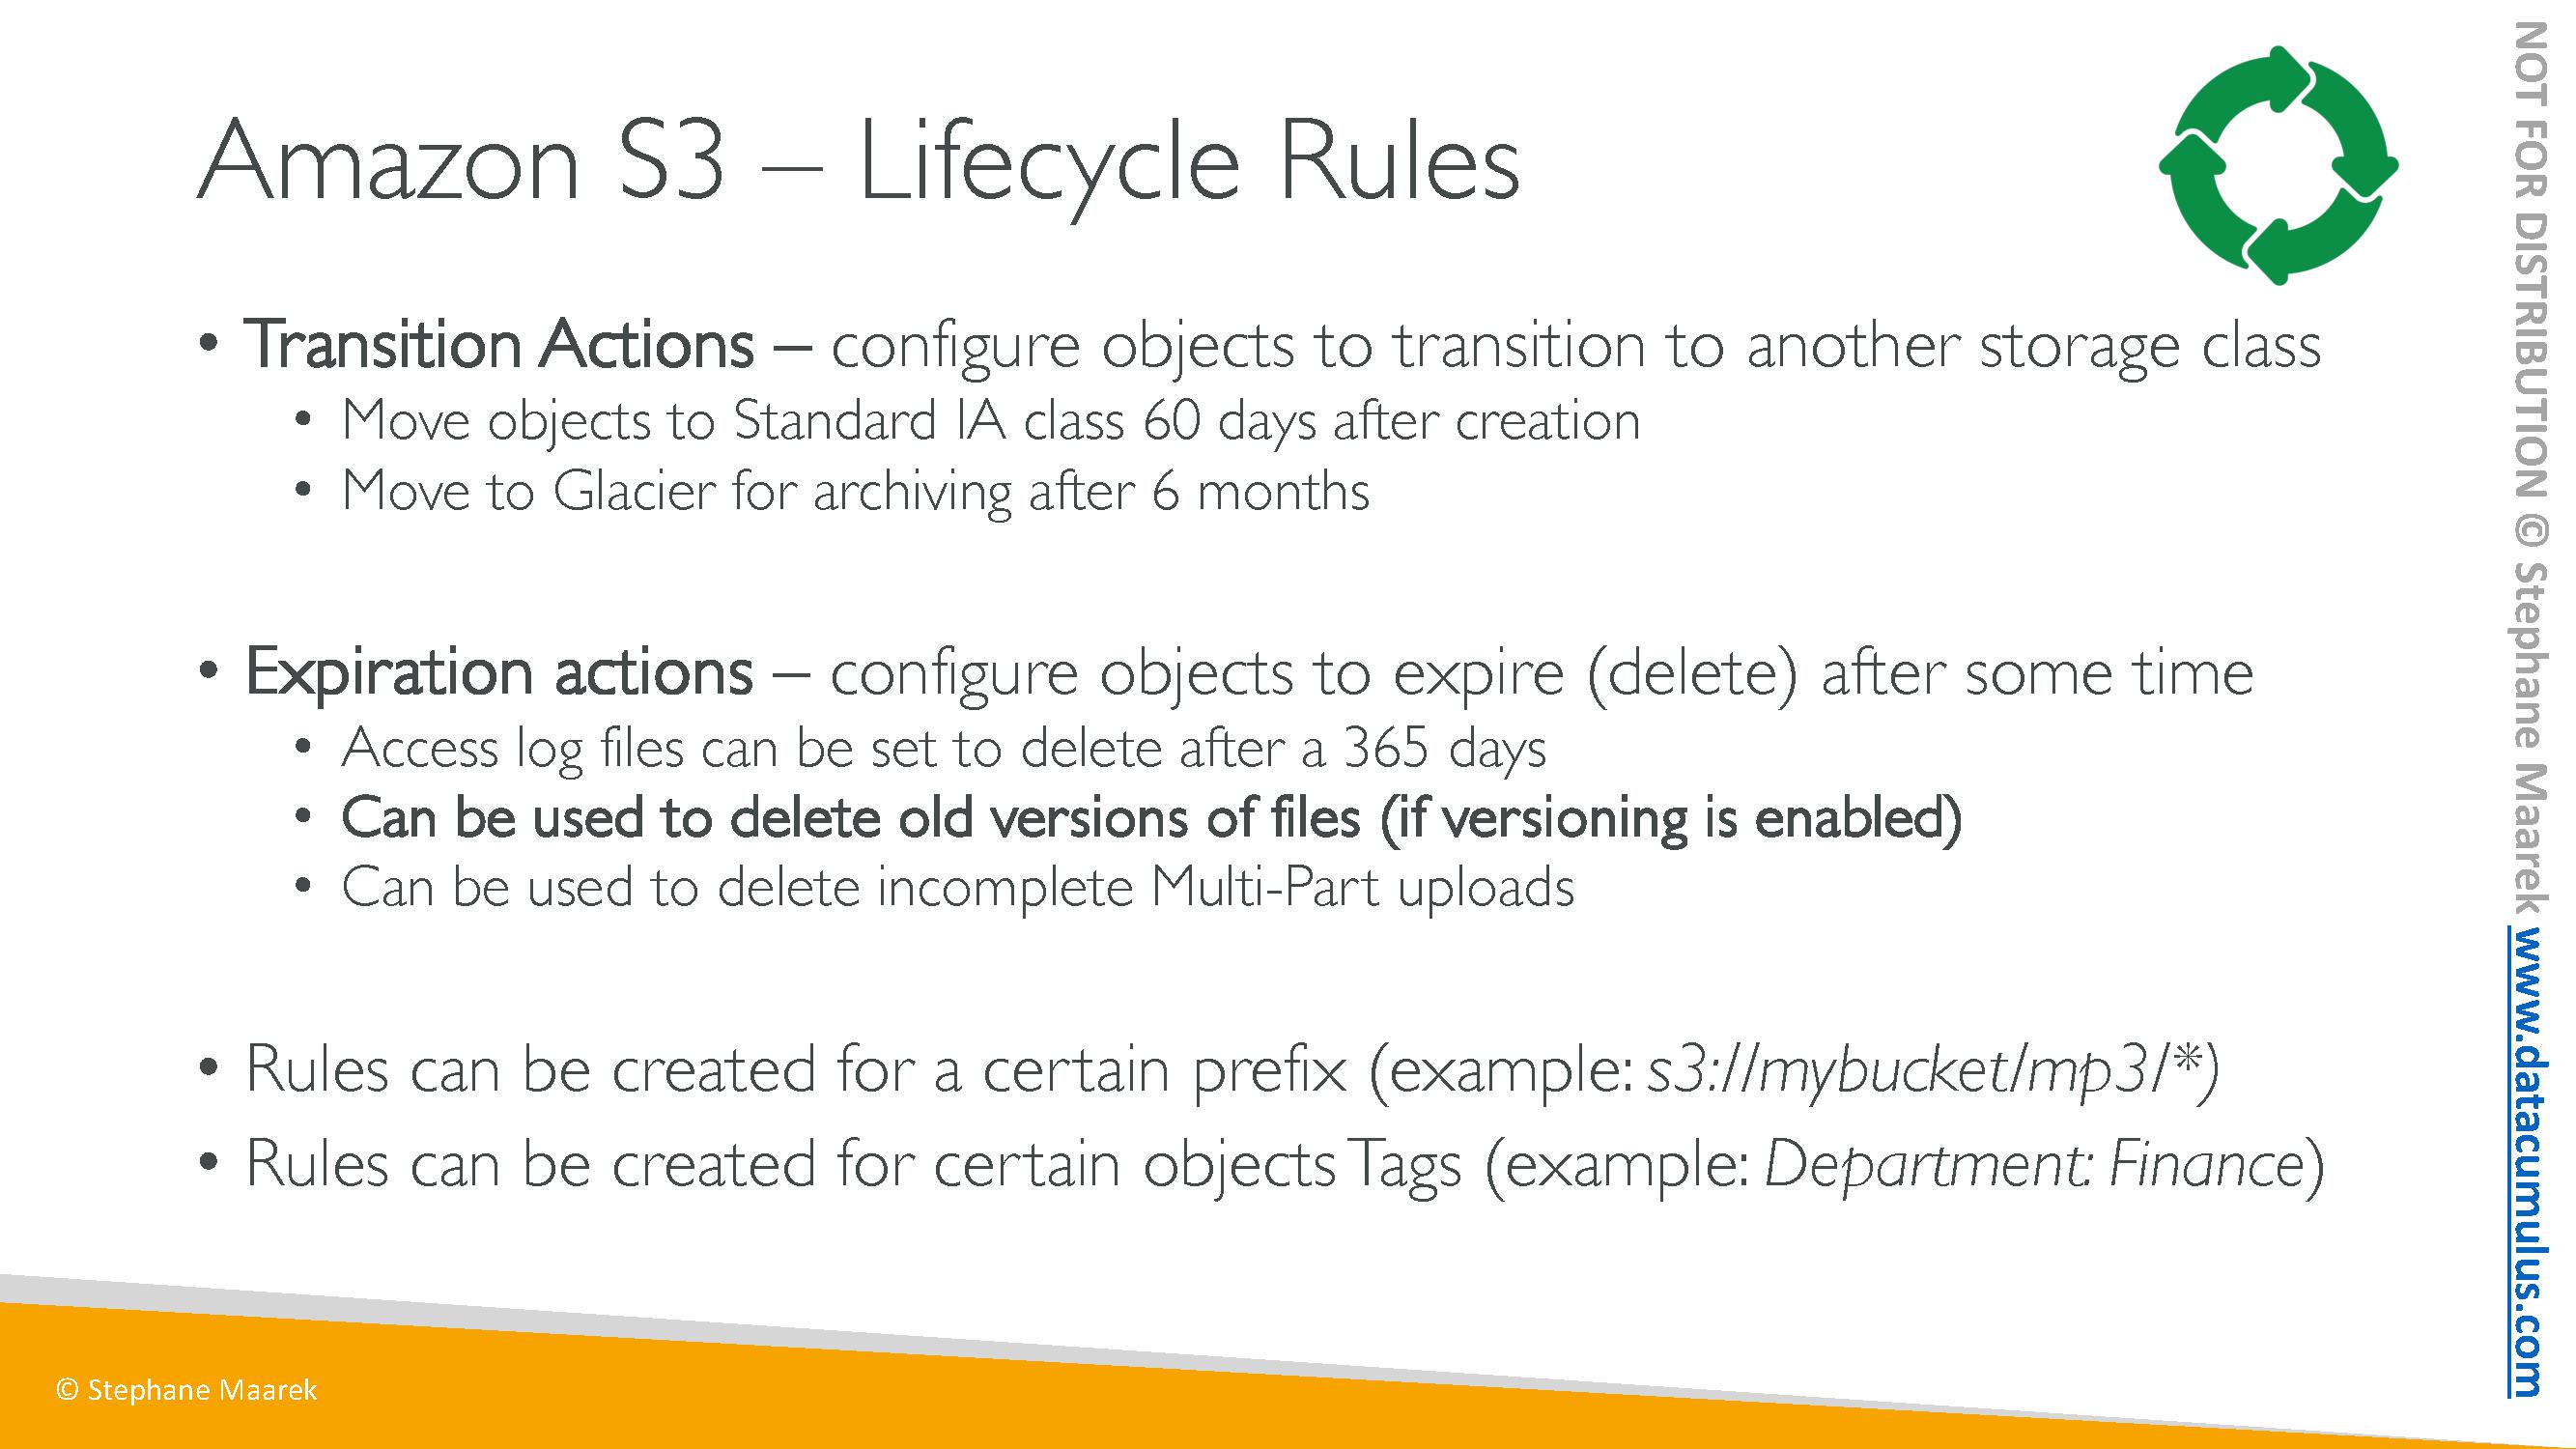 Amazon S3 – Lifecycle Rules
• Transition Actions – configure objects to transition to another storage class
• Move objects to Standard IA class 60 days after creation
• Move to Glacier for archiving after 6 months
• Expiration actions – configure objects to expire (delete) after some time
• Access log files can be set to delete after a 365 days
• Can be used to delete old versions of files (if versioning is enabled)
• Can be used to delete incomplete Multi-Part uploads
• Rules can be created for a certain prefix (example: s3://mybucket/mp3/*)
• Rules can be created for certain objects Tags (example: Department: Finance)
© Stephane Maarek
NOT FOR DISTRIBUTION © Stephane Maarek www.datacumulus.com